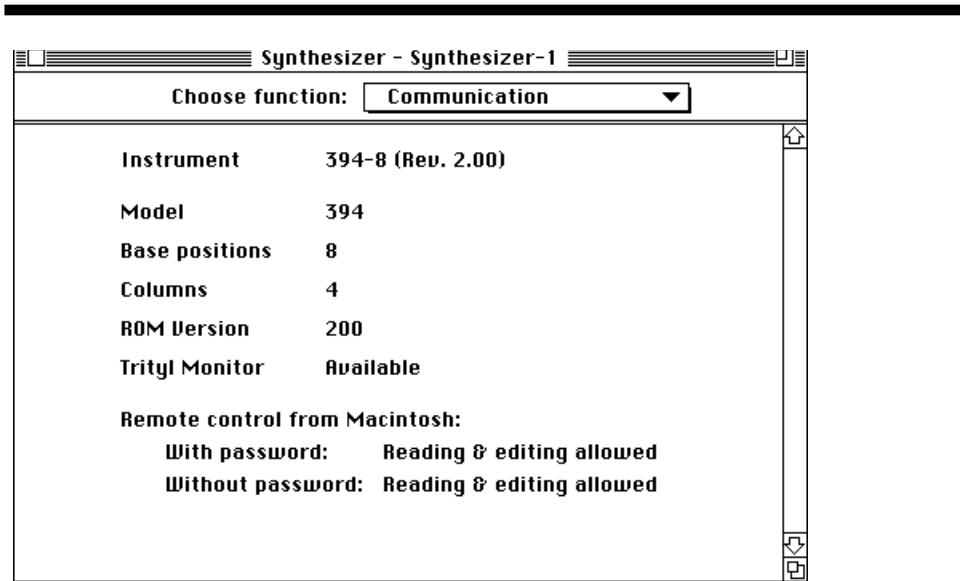 Synthesizer - Synthesizer-1
Choose function: Communication
Instrument 394-8 (Rev. 2.00)
Model 394
Base positions 8
Columns 4
ROM Version 200
Trityl Monitor Available
Remote control from Macintosh:
With password: Reading & editing allowed
Without password: Reading & editing allowed